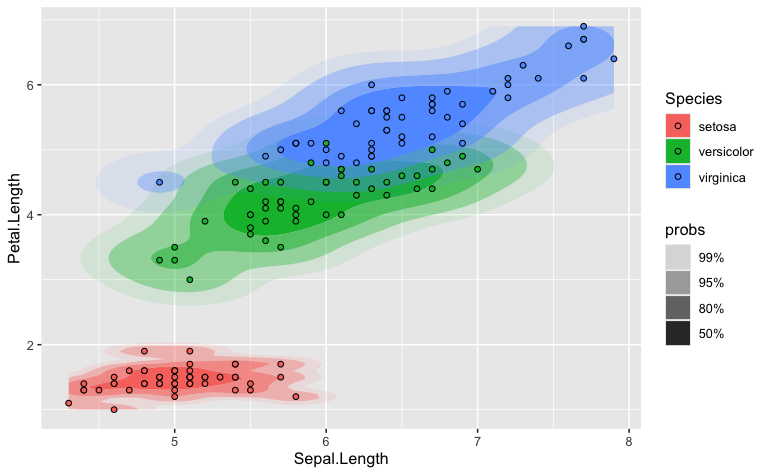 6
4
2
Petal.Length
5
6
7
8
Sepal.Length
Species
setosa
versicolor
virginica
probs
99%
95%
80%
50%